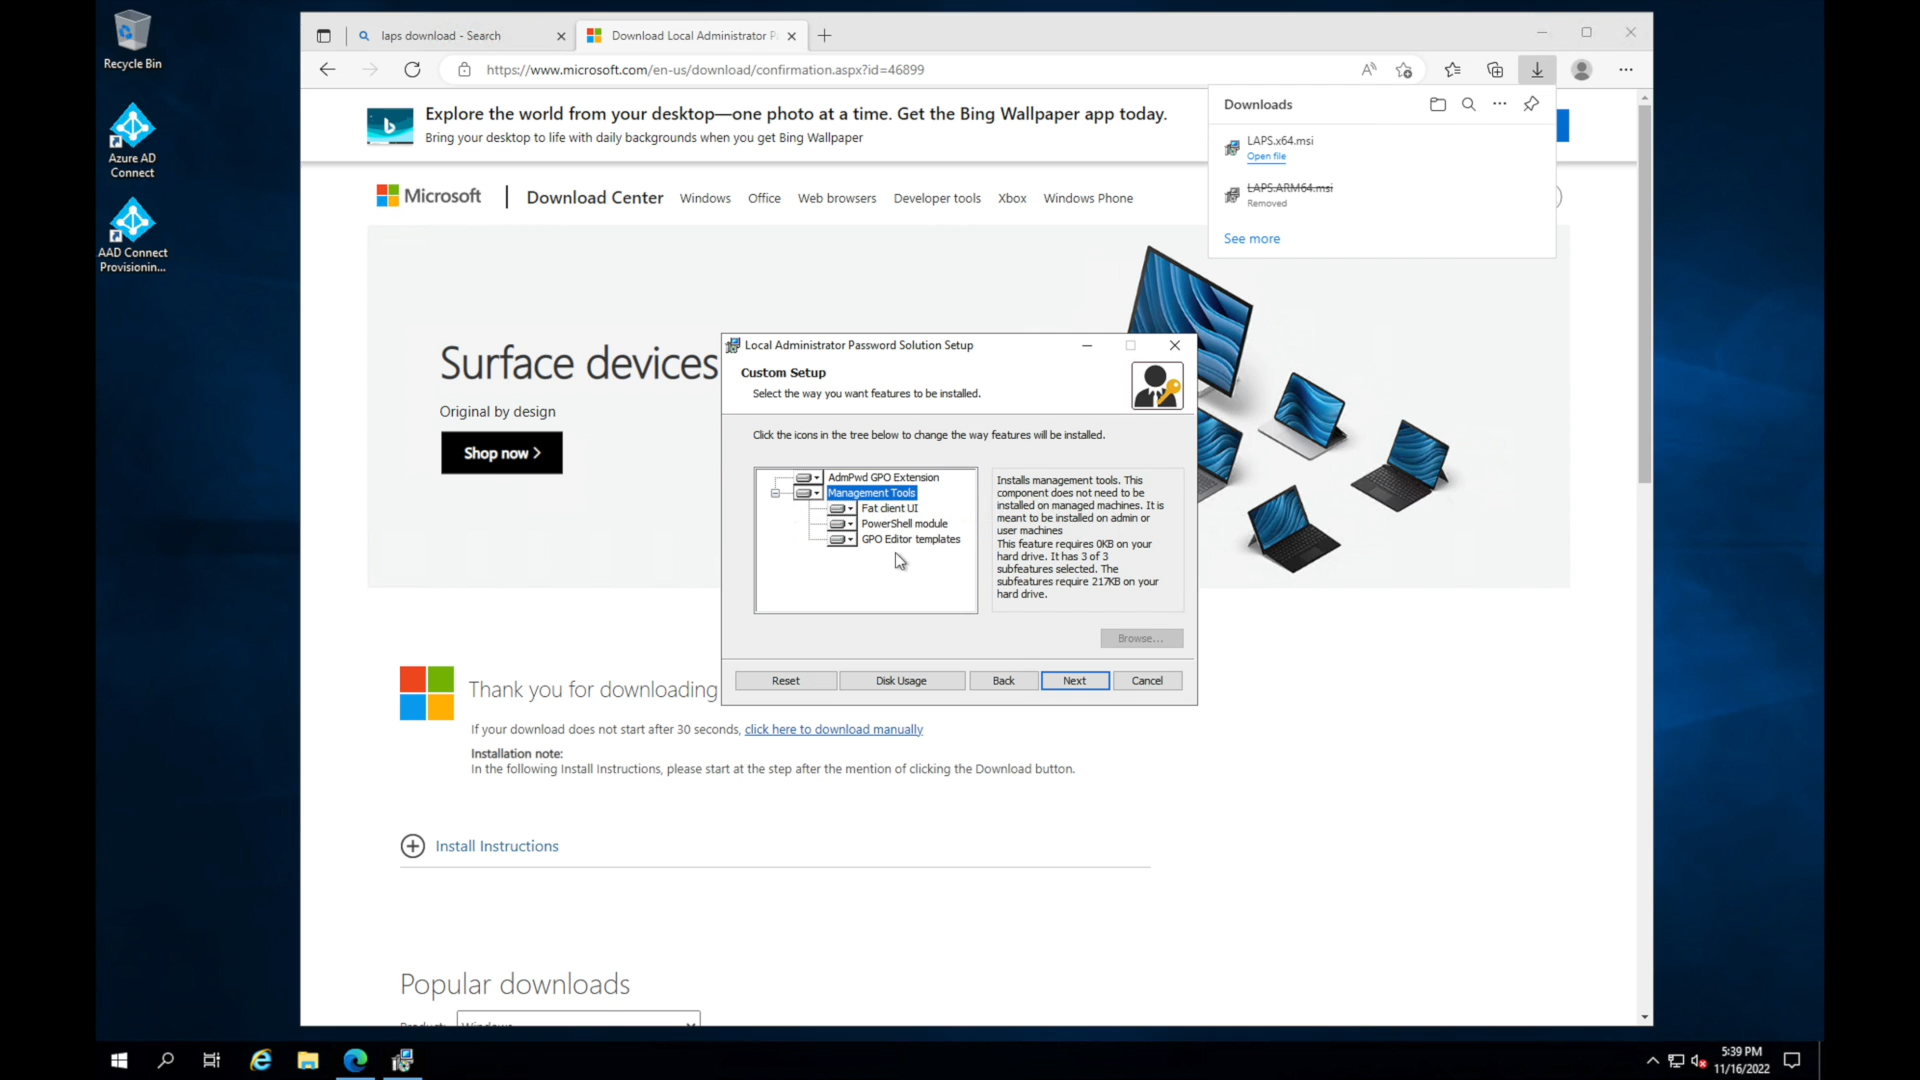 Recycle Bin
Azure AD
Connect
AAD Connect
Provisionin...
laps download - Search
Download Local Administrator P
https://www.microsoft.com/en-us/download/confirmation.aspx?id=46899
Explore the world from your desktop—one photo at a time. Get the Bing Wallpaper app today.
Bring your desktop to life with daily backgrounds when you get Bing Wallpaper
Downloads
LAPS.x64.msi
Open file
LAPS.ARM64.msi
Removed
See more
Microsoft
Download Center
Windows
Office
Web browsers
Developer tools
Xbox
Windows Phone
Surface devices
Original by design
Shop now >
Local Administrator Password Solution Setup
Custom Setup
Select the way you want features to be installed.
Click the icons in the tree below to change the way features will be installed.
AdmPwd GPO Extension
Management Tools
Fat client UI
PowerShell module
GPO Editor templates
Installs management tools. This
component does not need to be
installed on managed machines. It is
meant to be installed on admin or
user machines
This feature requires 0KB on your
hard drive. It has 3 of 3
subfeatures selected. The
subfeatures require 217KB on your
hard drive.
Browse...
Reset
Disk Usage
Back
Next
Cancel
Thank you for downloading
If your download does not start after 30 seconds, click here to download manually
Installation note:
In the following Install Instructions, please start at the step after the mention of clicking the Download button.
Install Instructions
Popular downloads
5:39 PM
11/16/2022